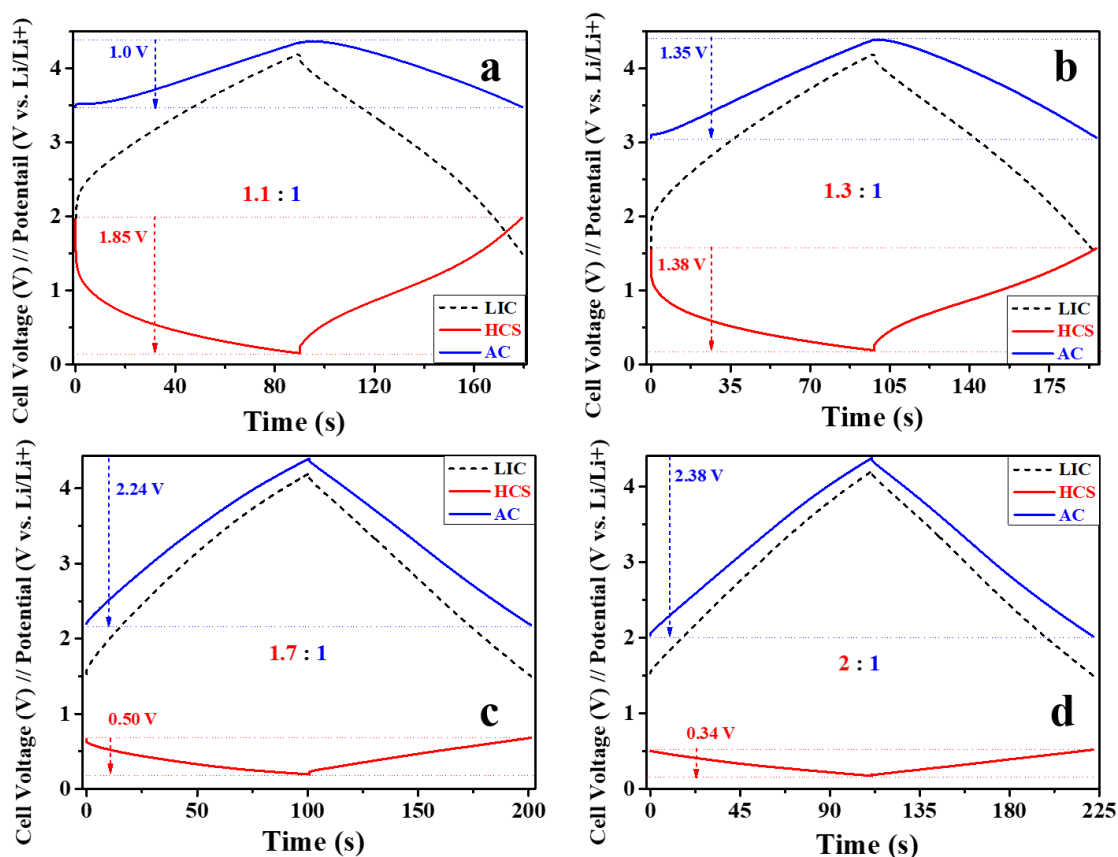 Cell Voltage (V) // Potentail (V vs. Li/Li+)
4
3
2
1
0
1.0 V
a
1.1 : 1
1.85 V
LIC
HCS
AC
0 40 80 120 160
Time (s)
Cell Voltage (V) // Potentail (V vs. Li/Li+)
4
3
2
1
0
1.35 V
b
1.3 : 1
1.38 V
LIC
HCS
AC
0 35 70 105 140 175
Time (s)
Cell Voltage (V) // Potential (V vs. Li/Li+)
4
3
2
1
0
2.24 V
LIC
HCS
AC
1.7 : 1
c
0.50 V
0 50 100 150 200
Time (s)
Cell Voltage (V) // Potential (V vs. Li/Li+)
4
3
2
1
0
2.38 V
LIC
HCS
AC
2 : 1
d
0.34 V
0 45 90 135 180 225
Time (s)